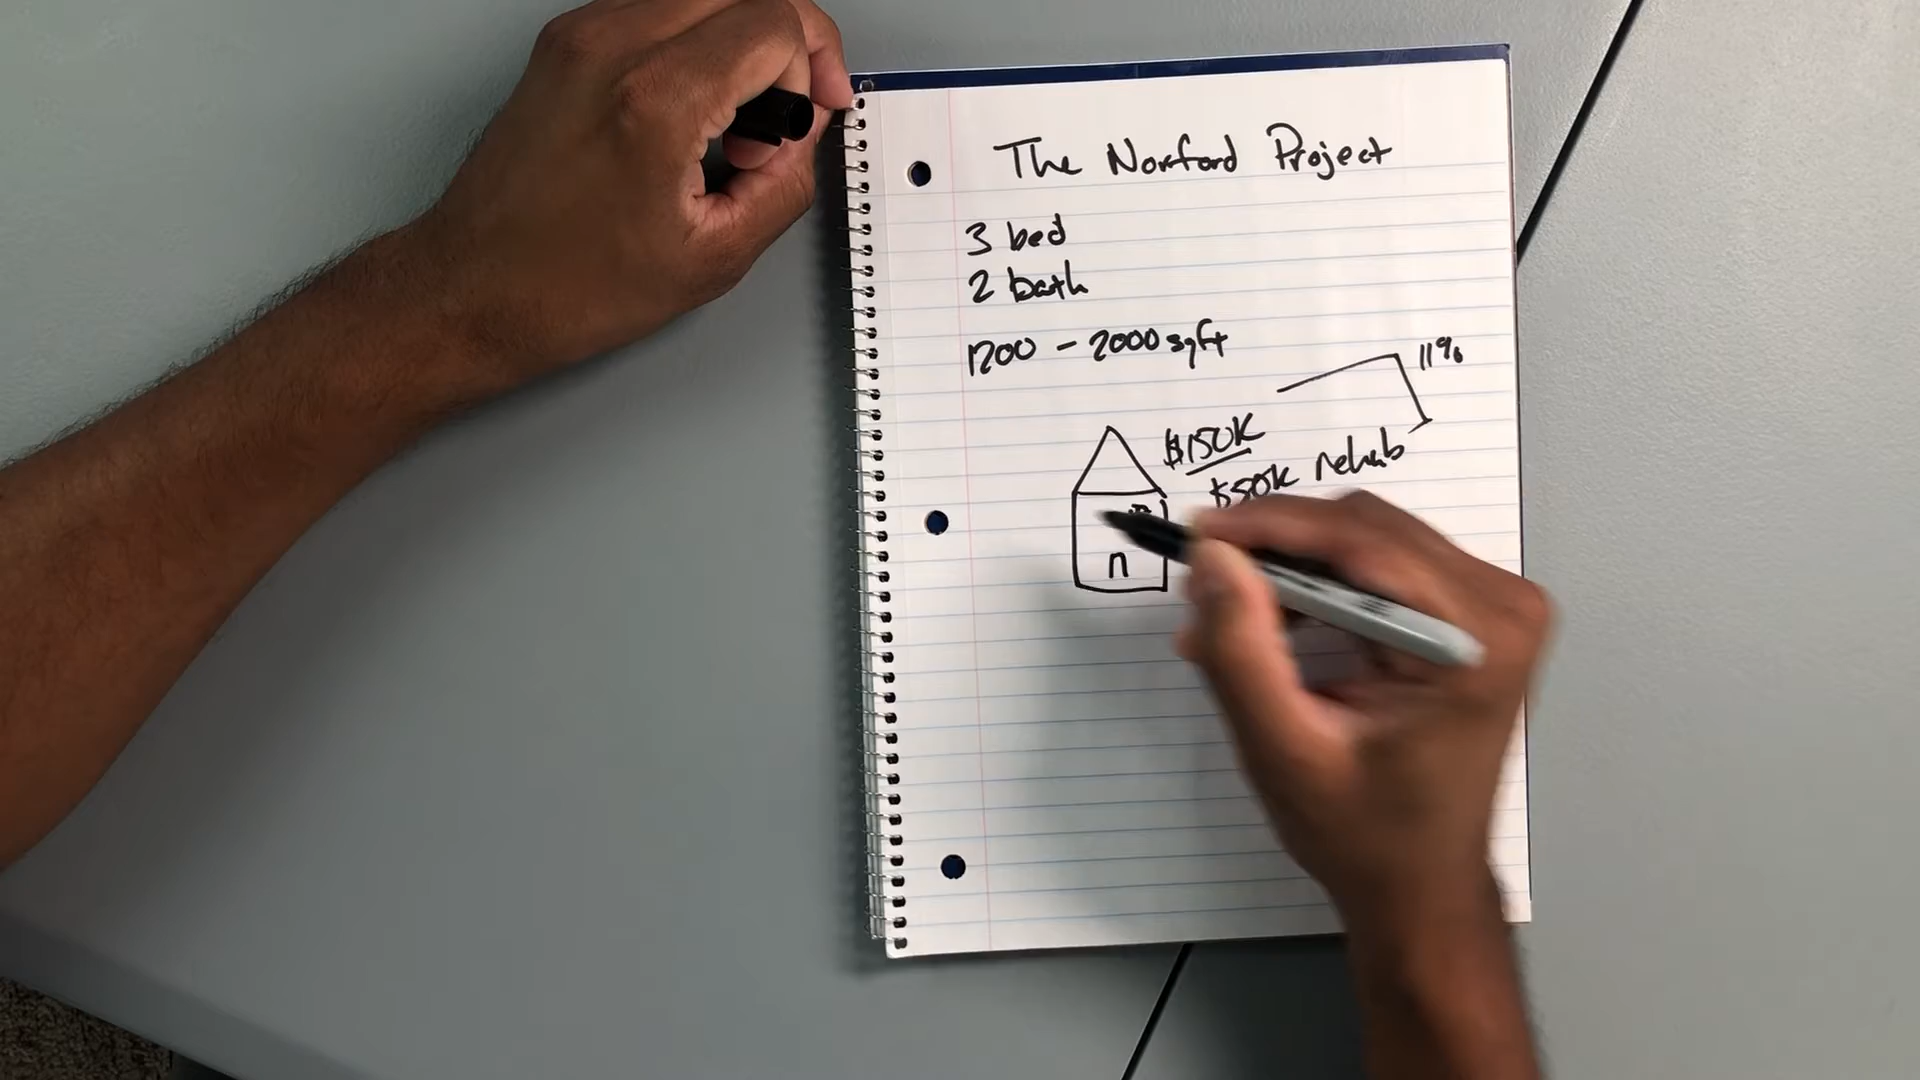 The Norford Project
3 bed
2 bath
1200 - 2000 sqft
11%
$150K
$50K rehab